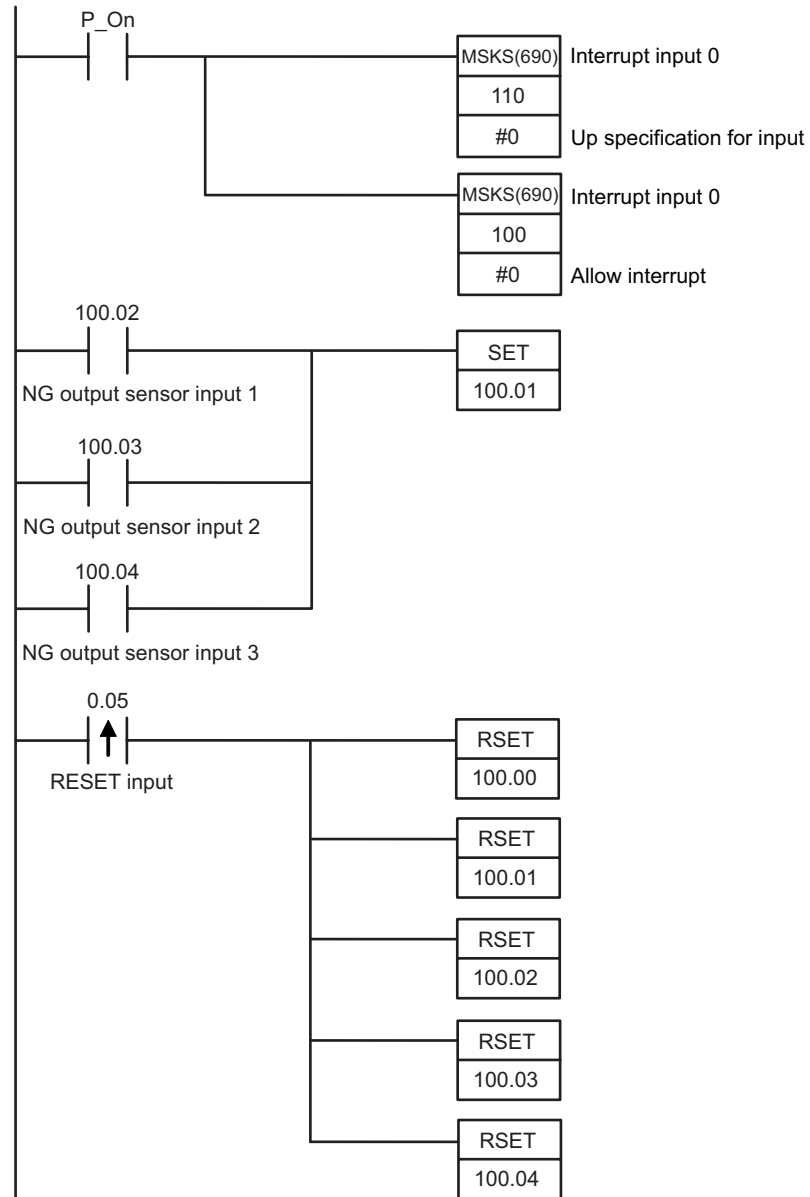 P_On
MSKS(690) Interrupt input 0
110
#0 Up specification for input
MSKS(690) Interrupt input 0
100
#0 Allow interrupt
100.02
SET
100.01
NG output sensor input 1
100.03
NG output sensor input 2
100.04
NG output sensor input 3
0.05
RESET input
RSET
100.00
RSET
100.01
RSET
100.02
RSET
100.03
RSET
100.04